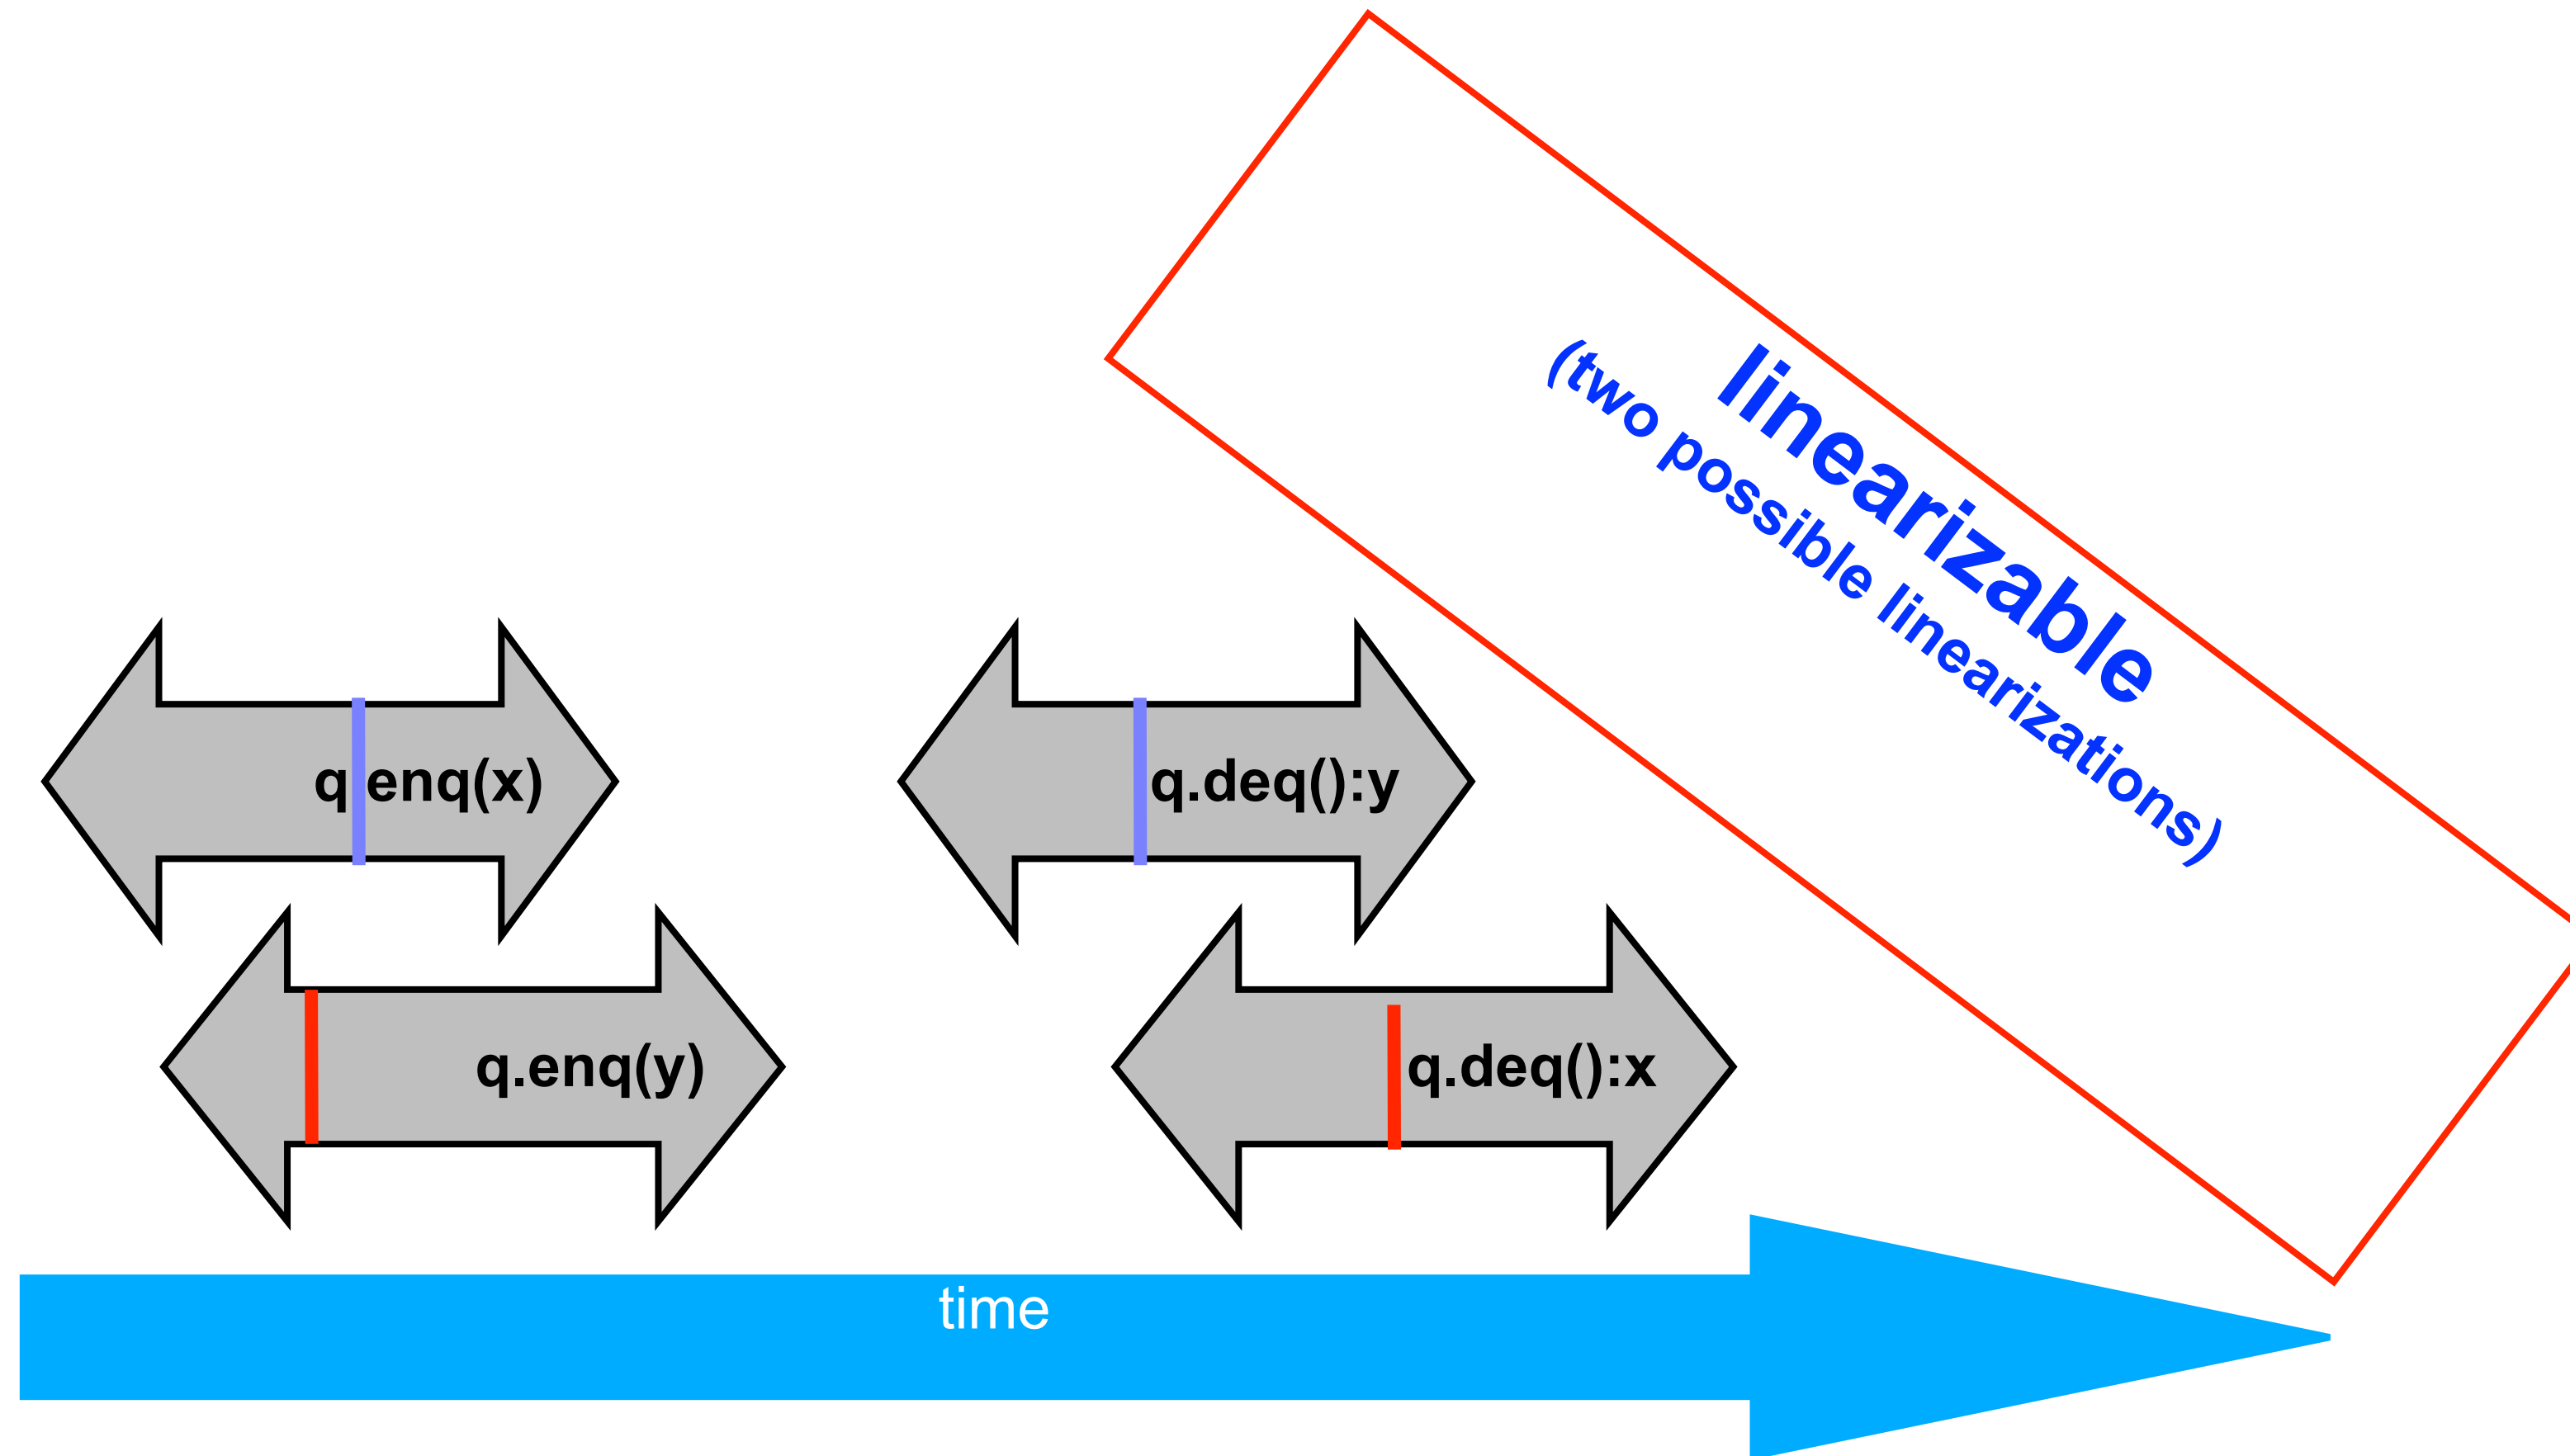 linearizable
(two possible linearizations)
q.enq(x)
q.deq():y
q.enq(y)
q.deq():x
time